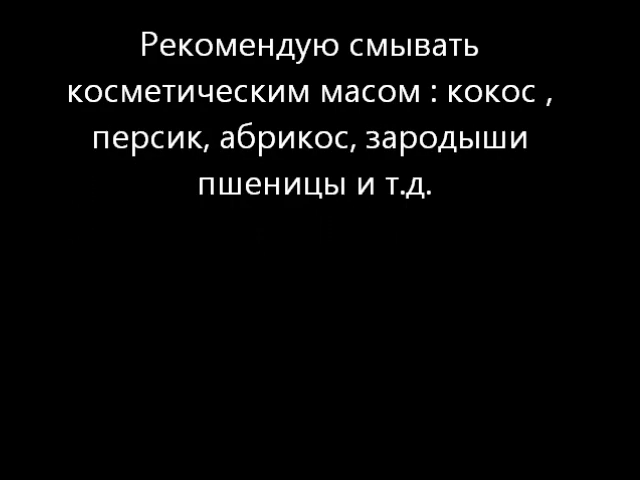 Рекомендую смывать
косметическим масом : кокос ,
персик, абрикос, зародыши
пшеницы и т.д.